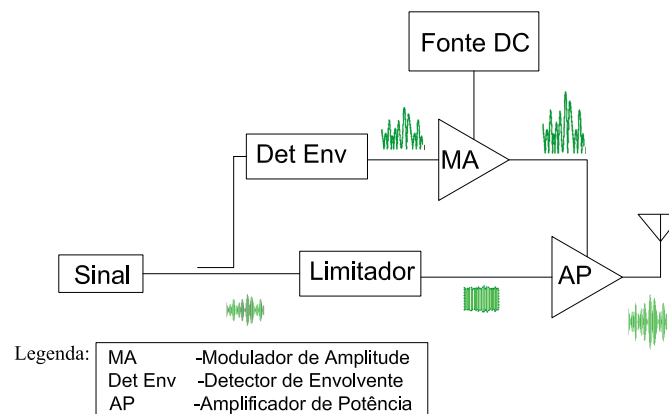 Fonte DC
Det Env
MA
Sinal
Limitador
AP
Legenda:
MA -Modulador de Amplitude
Det Env -Detector de Envolvente
AP -Amplificador de Potência